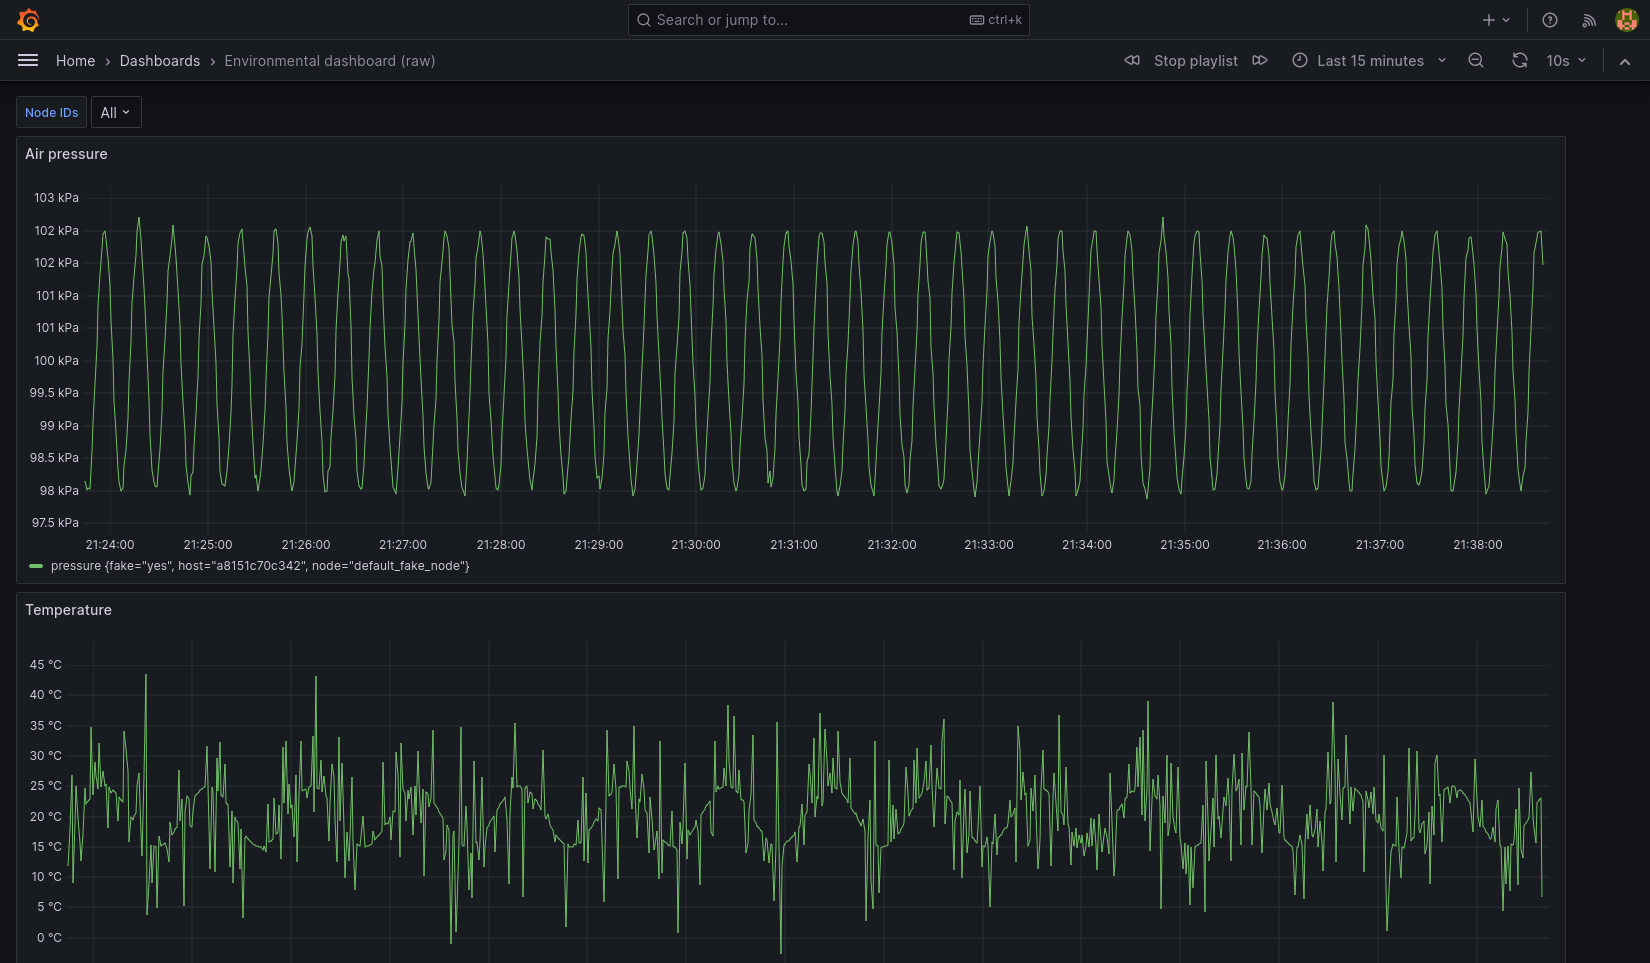 Search or jump to... ctrl+k
Home › Dashboards › Environmental dashboard (raw) Stop playlist Last 15 minutes 10s
Node IDs All
Air pressure
103 kPa
102 kPa
102 kPa
101 kPa
101 kPa
100 kPa
99.5 kPa
99 kPa
98.5 kPa
98 kPa
97.5 kPa
21:24:00 21:25:00 21:26:00 21:27:00 21:28:00 21:29:00 21:30:00 21:31:00 21:32:00 21:33:00 21:34:00 21:35:00 21:36:00 21:37:00 21:38:00
pressure {fake="yes", host="a8151c70c342", node="default_fake_node"}
Temperature
45 °C
40 °C
35 °C
30 °C
25 °C
20 °C
15 °C
10 °C
5 °C
0 °C